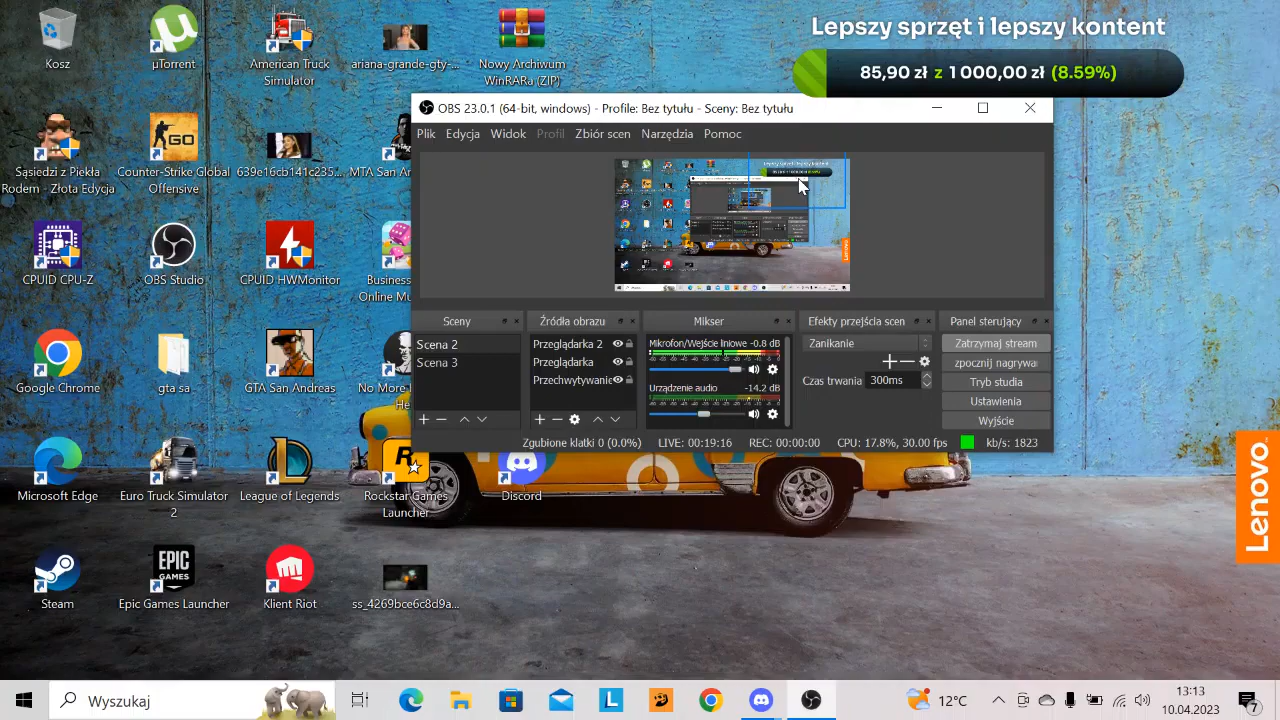 Kosz
µTorrent
American Truck
Simulator
ariana-grande-gty-...
Nowy Archiwum
WinRARa (ZIP)
Lepszy sprzęt i lepszy kontent
85,90 zł z 1 000,00 zł (8.59%)
OBS 23.0.1 (64-bit, windows) - Profile: Bez tytułu - Sceny: Bez tytułu
Plik Edycja Widok Profil Zbiór scen Narzędzia Pomoc
Sąsiedzi z Piekła
Rodem - Złota Edycja
Counter-Strike Global
Offensive
639e16cb141c235...
MTA San An
CPUID CPU-Z
OBS Studio
CPUID HWMonitor
Business
Online Mu
Google Chrome
gta sa
GTA San Andreas
No More
He
Sceny
Źródła obrazu
Mikser
Efekty przejścia scen
Panel sterujący
Scena 2
Scena 3
Przeglądarka 2
Przeglądarka
Przechwytywanie
Mikrofon/Wejście liniowe -0.8 dB
Urządzenie audio -14.2 dB
Zanikanie
Czas trwania 300ms
Zatrzymaj stream
zpocznij nagrywa
Tryb studia
Ustawienia
Wyjście
Zgubione klatki 0 (0.0%) LIVE: 00:19:16 REC: 00:00:00 CPU: 17.8%, 30.00 fps kb/s: 1823
Microsoft Edge
Euro Truck Simulator
2
League of Legends
Rockstar Games
Launcher
Discord
Lenovo
Steam
EPIC
GAMES
Epic Games Launcher
Klient Riot
ss_4269bce6c8d9a...
Wyszukaj
12°C
13:13
10.04.2023
7